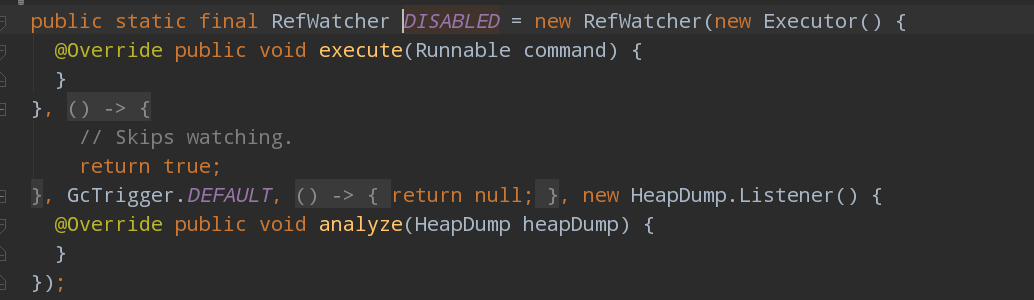 public static final RefWatcher DISABLED = new RefWatcher(new Executor() {
  @Override public void execute(Runnable command) {
  }
}, () -> {
    // Skips watching.
    return true;
}, GcTrigger.DEFAULT, () -> { return null; }, new HeapDump.Listener() {
  @Override public void analyze(HeapDump heapDump) {
  }
});